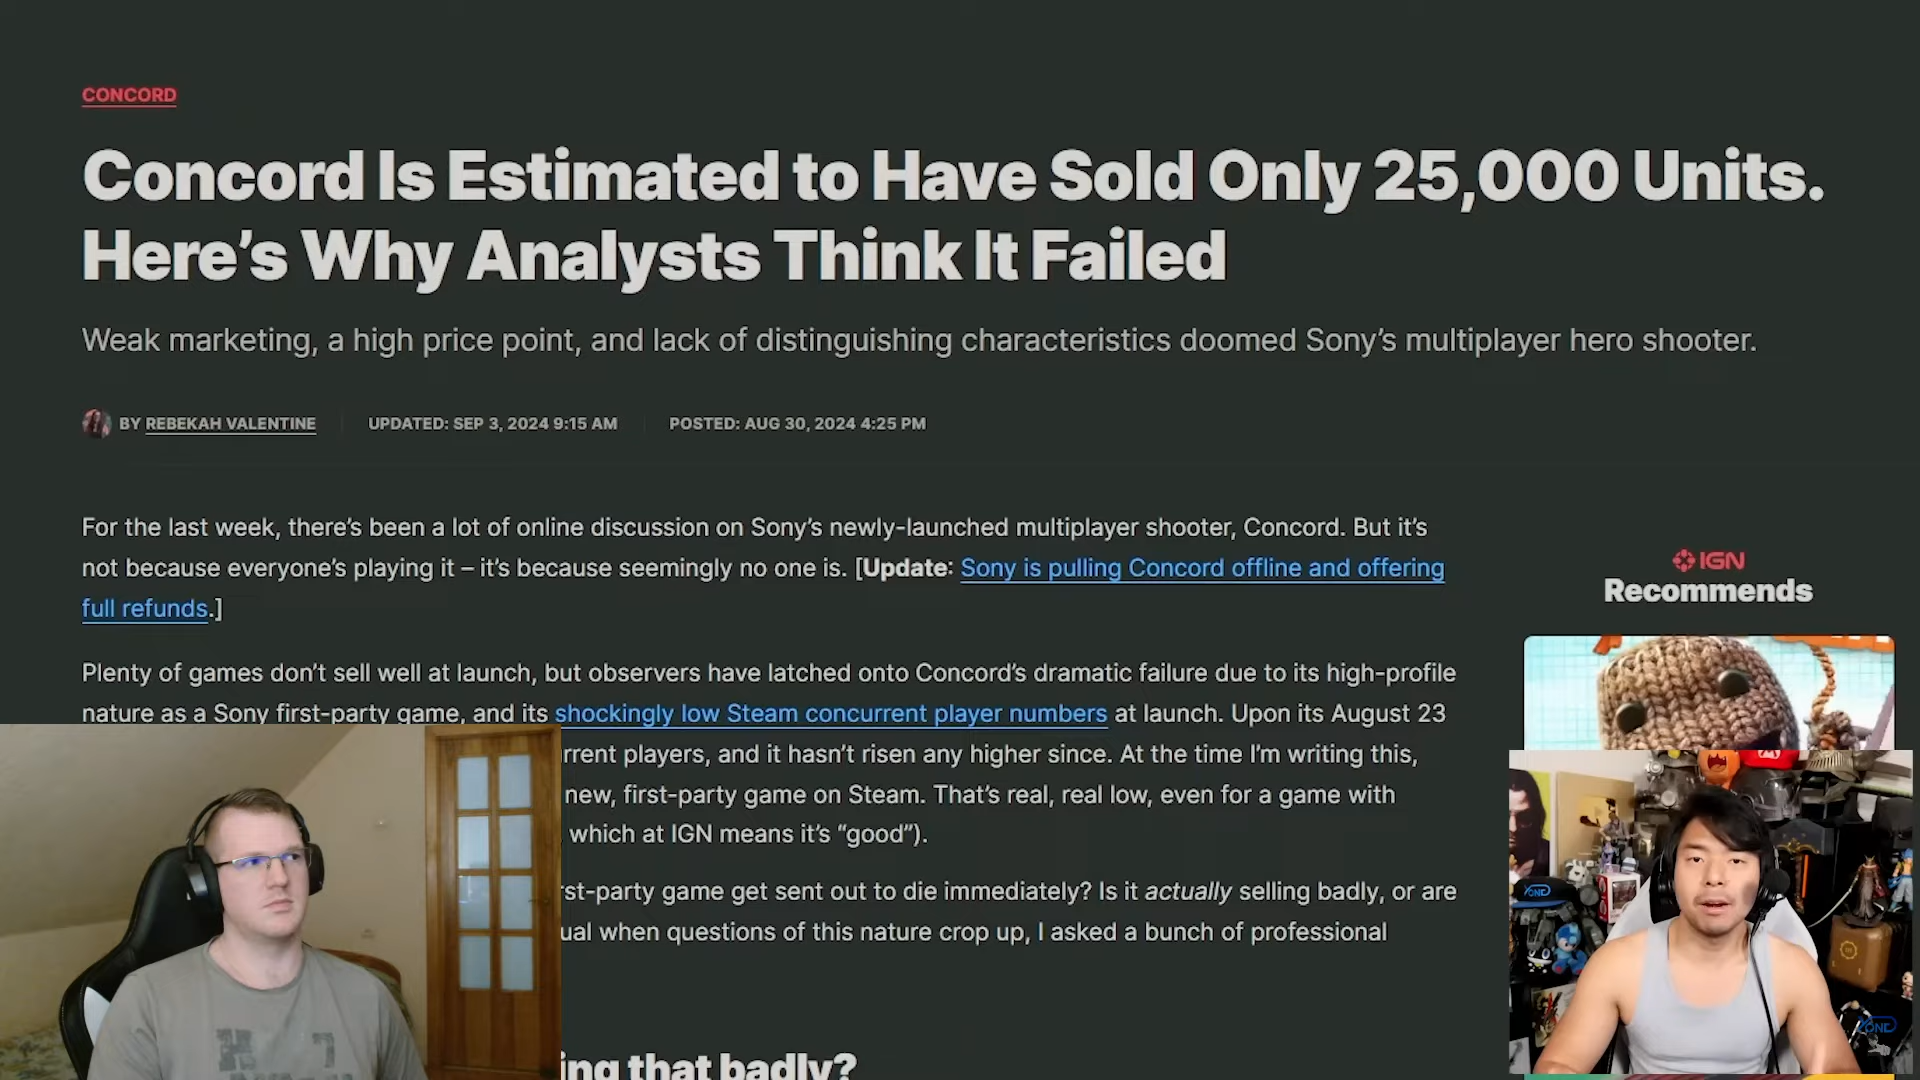 CONCORD
Concord Is Estimated to Have Sold Only 25,000 Units.
Here’s Why Analysts Think It Failed
Weak marketing, a high price point, and lack of distinguishing characteristics doomed Sony’s multiplayer hero shooter.
BY REBEKAH VALENTINE UPDATED: SEP 3, 2024 9:15 AM POSTED: AUG 30, 2024 4:25 PM
For the last week, there’s been a lot of online discussion on Sony’s newly-launched multiplayer shooter, Concord. But it’s
not because everyone’s playing it – it’s because seemingly no one is. [Update: Sony is pulling Concord offline and offering
full refunds.]
IGN
Recommends
Plenty of games don’t sell well at launch, but observers have latched onto Concord’s dramatic failure due to its high-profile
nature as a Sony first-party game, and its shockingly low Steam concurrent player numbers at launch. Upon its August 23
rrent players, and it hasn’t risen any higher since. At the time I’m writing this,
new, first-party game on Steam. That’s real, real low, even for a game with
which at IGN means it’s “good”).
rst-party game get sent out to die immediately? Is it actually selling badly, or are
ual when questions of this nature crop up, I asked a bunch of professional
ing that badly?
YONE
YONE